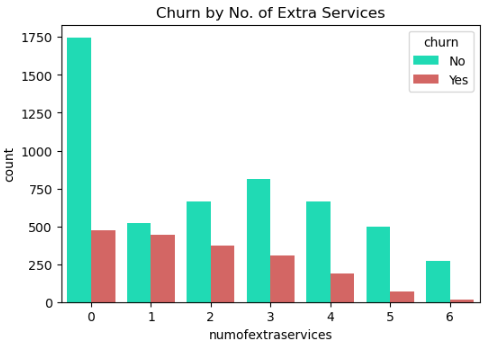 Churn by No. of Extra Services
churn
No
Yes
count
1750
1500
1250
1000
750
500
250
0
0 1 2 3 4 5 6
numofextraservices